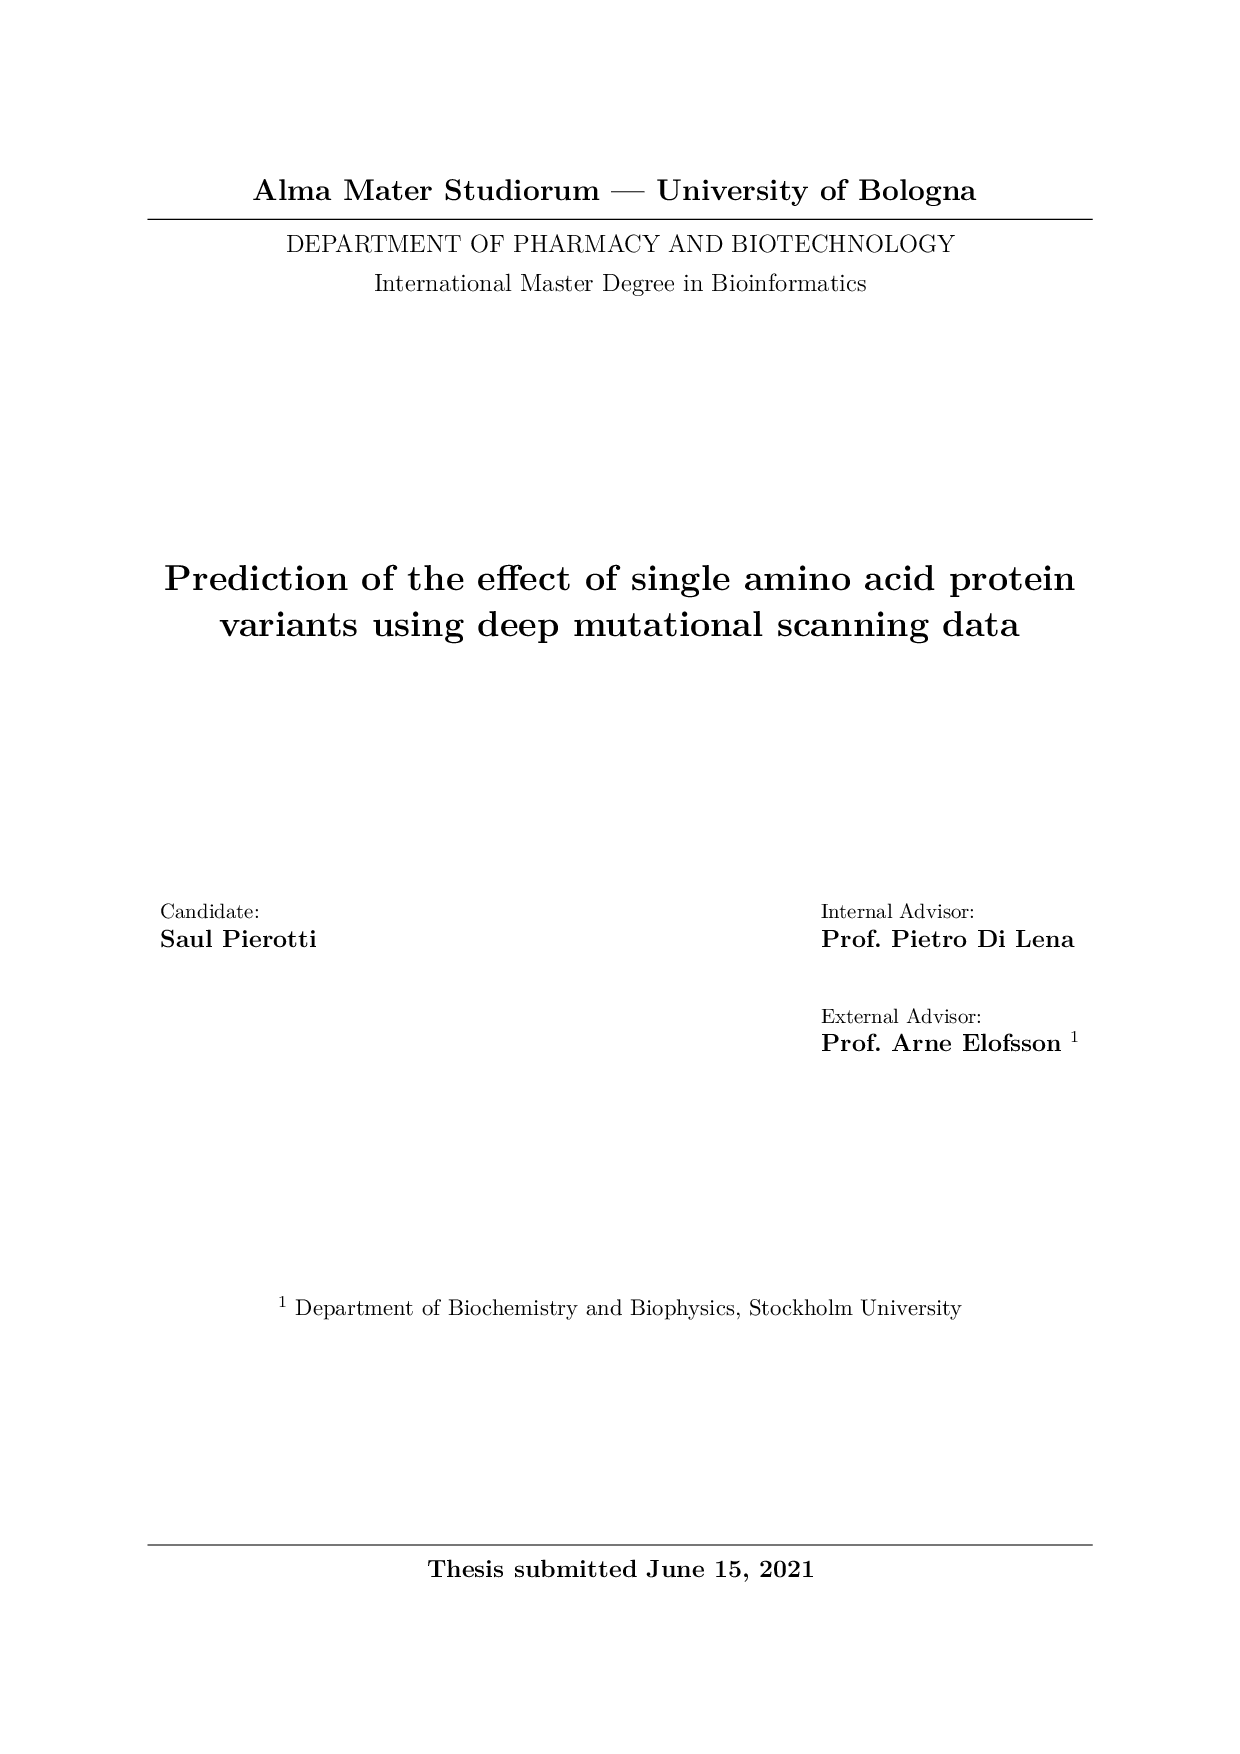 Alma Mater Studiorum — University of Bologna
DEPARTMENT OF PHARMACY AND BIOTECHNOLOGY
International Master Degree in Bioinformatics
Prediction of the effect of single amino acid protein
variants using deep mutational scanning data
Candidate:
Saul Pierotti
Internal Advisor:
Prof. Pietro Di Lena
External Advisor:
Prof. Arne Elofsson 1
1 Department of Biochemistry and Biophysics, Stockholm University
Thesis submitted June 15, 2021